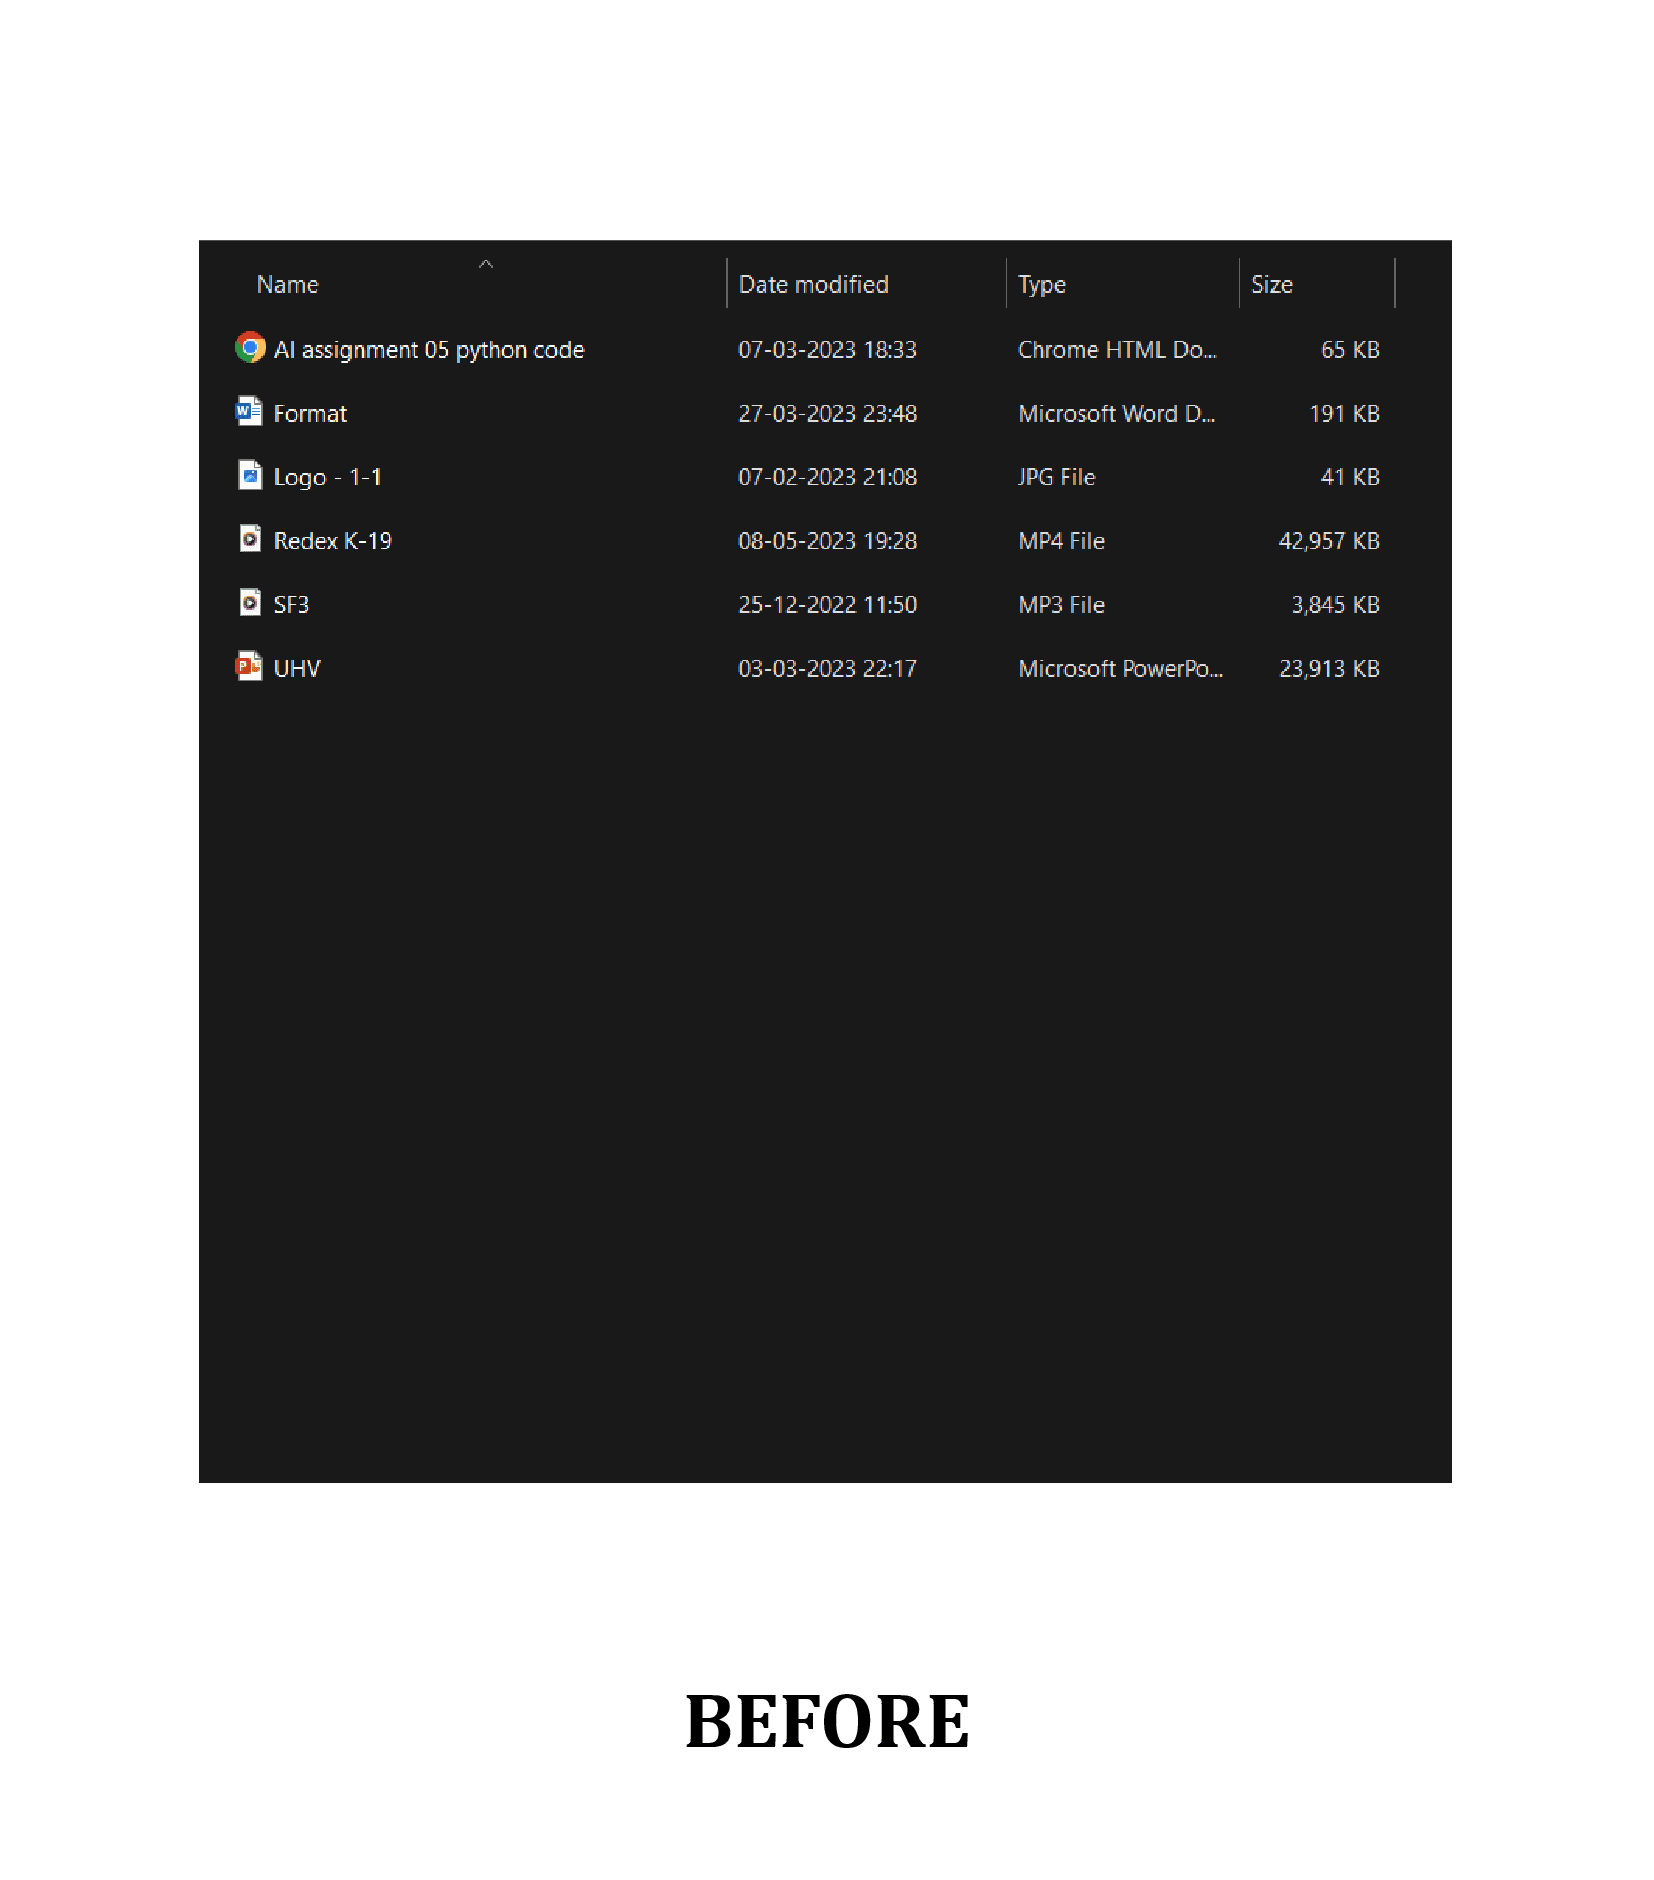 Name Date modified Type Size
AI assignment 05 python code 07-03-2023 18:33 Chrome HTML Do... 65 KB
Format 27-03-2023 23:48 Microsoft Word D... 191 KB
Logo - 1-1 07-02-2023 21:08 JPG File 41 KB
Redex K-19 08-05-2023 19:28 MP4 File 42,957 KB
SF3 25-12-2022 11:50 MP3 File 3,845 KB
UHV 03-03-2023 22:17 Microsoft PowerPo... 23,913 KB
BEFORE